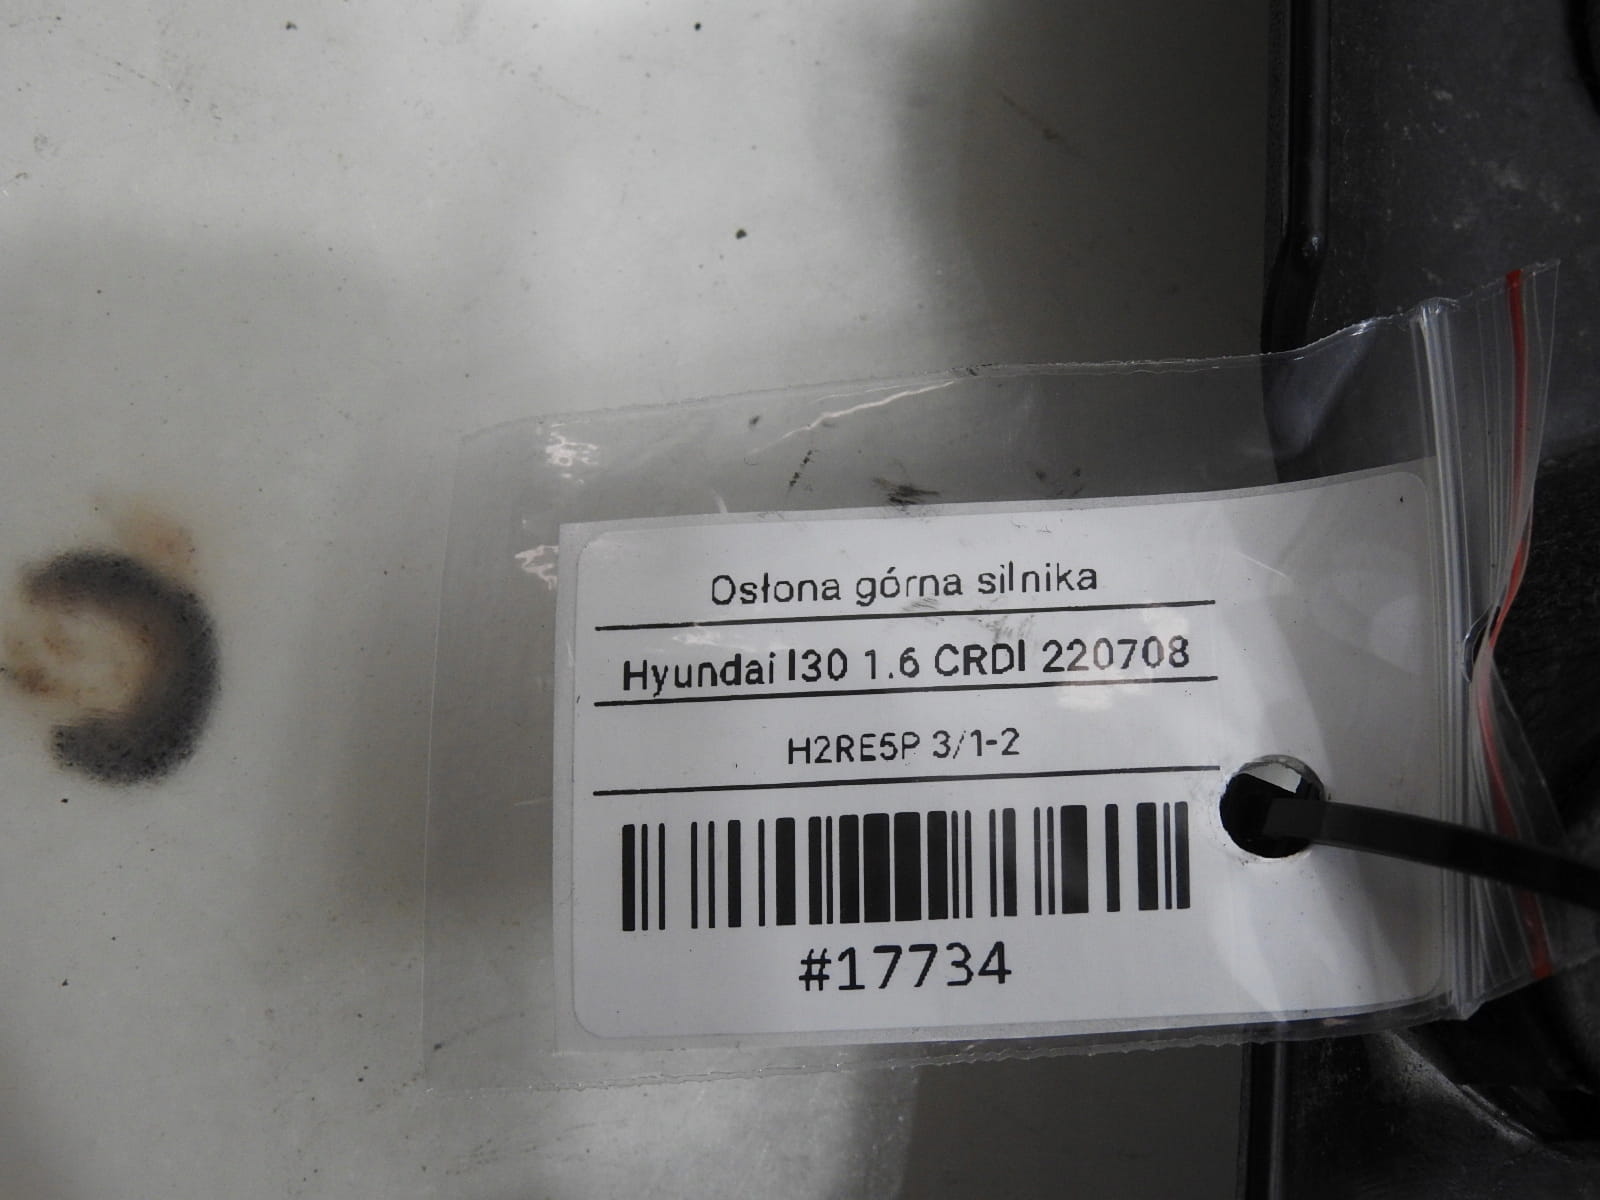 Osłona górna silnika
Hyundai I30 1.6 CRDI 220708
H2RE5P 3/1-2
#17734